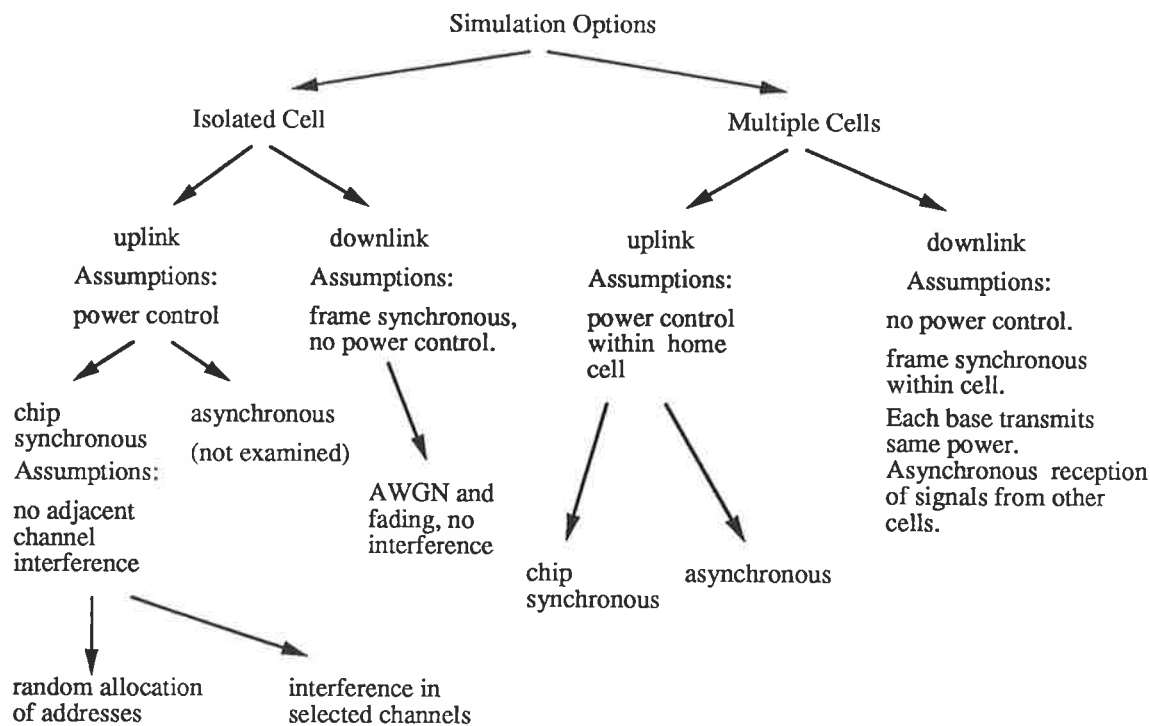 Simulation Options
Isolated Cell
Multiple Cells
uplink
Assumptions:
power control
downlink
Assumptions:
frame synchronous,
no power control.
uplink
Assumptions:
power control
within home
cell
downlink
Assumptions:
no power control.
frame synchronous
within cell.
Each base transmits
same power.
Asynchronous reception
of signals from other
cells.
chip
synchronous
Assumptions:
no adjacent
channel
interference
asynchronous
(not examined)
AWGN and
fading, no
interference
chip
synchronous
asynchronous
random allocation
of addresses
interference in
selected channels